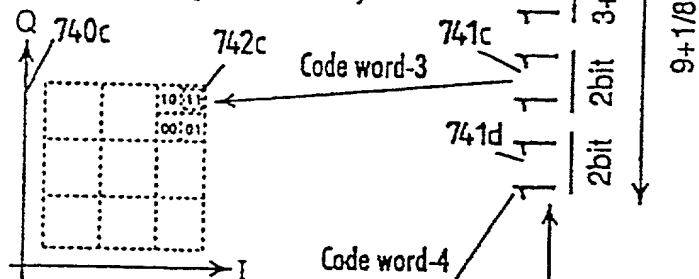 Q
740c
742c
Code word-3
10 11
00 01
I
741c
741d
Code word-4
3+
2bit
2bit
9+1/8